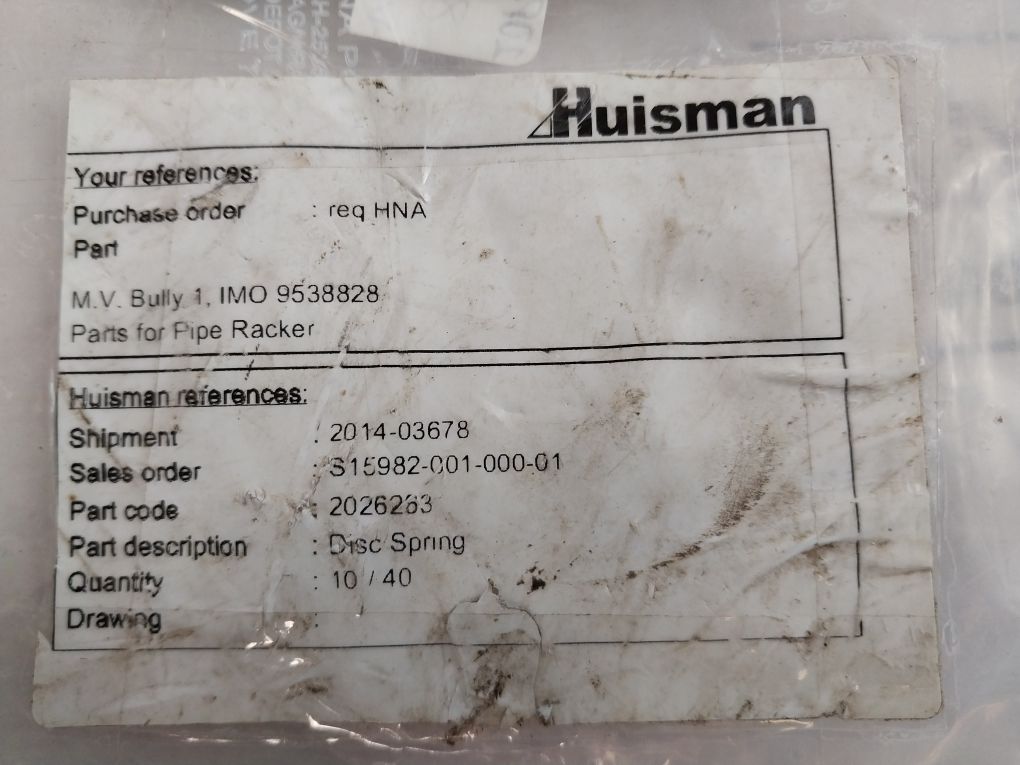 Huisman
Your references:
Purchase order : req HNA
Part
M.V. Bully 1, IMO 9538828
Parts for Pipe Racker
Huisman references:
Shipment : 2014-03678
Sales order : S15982-001-000-01
Part code : 2026263
Part description : Disc Spring
Quantity : 10 / 40
Drawing :